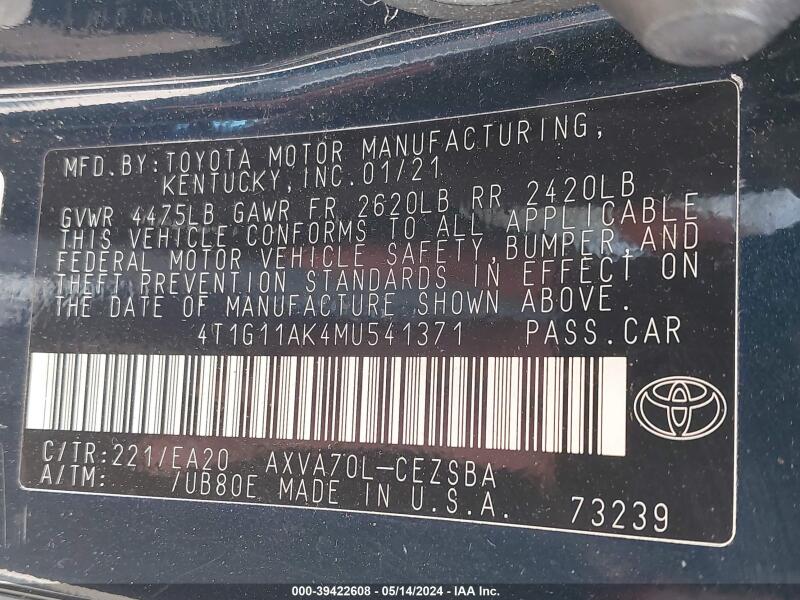 MFD.BY:TOYOTA MOTOR MANUFACTURING,
KENTUCKY,INC.01/21
GVWR 4475LB GAWR FR 2620LB RR 2420LB
THIS VEHICLE CONFORMS TO ALL APPLICABLE
FEDERAL MOTOR VEHICLE SAFETY,BUMPER,AND
THEFT PREVENTION STANDARDS IN EFFECT ON
THE DATE OF MANUFACTURE SHOWN ABOVE.
4T1G11AK4MU541371 PASS.CAR
C/TR:221/EA20 AXVA70L-CEZSBA
A/TM: /UB80E MADE IN U.S.A. 73239
000-39422608 - 05/14/2024 - IAA Inc.